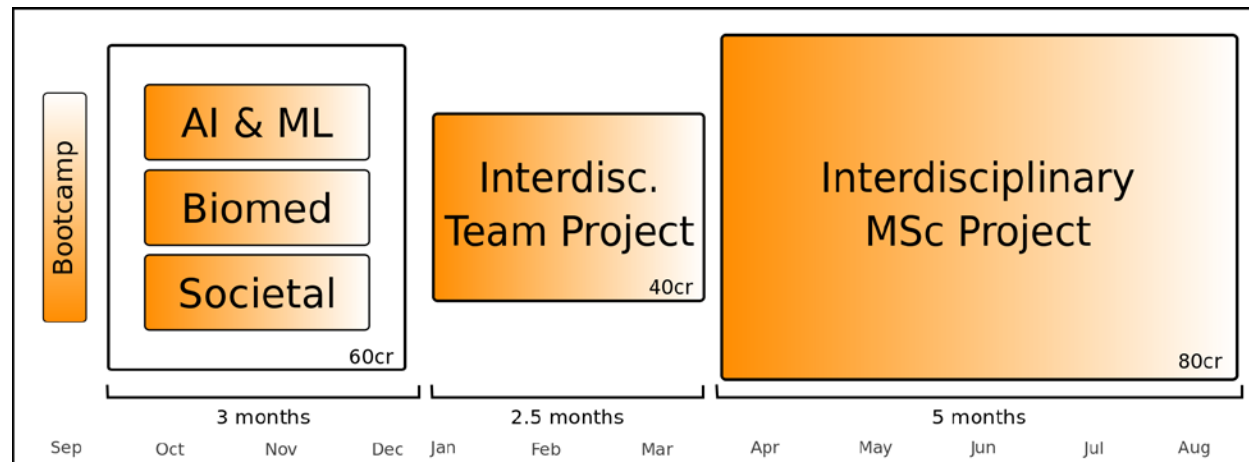 Bootcamp
AI & ML
Biomed
Societal
60cr
Interdisc.
Team Project
40cr
Interdisciplinary
MSc Project
80cr
3 months
2.5 months
5 months
Sep
Oct
Nov
Dec
Jan
Feb
Mar
Apr
May
Jun
Jul
Aug